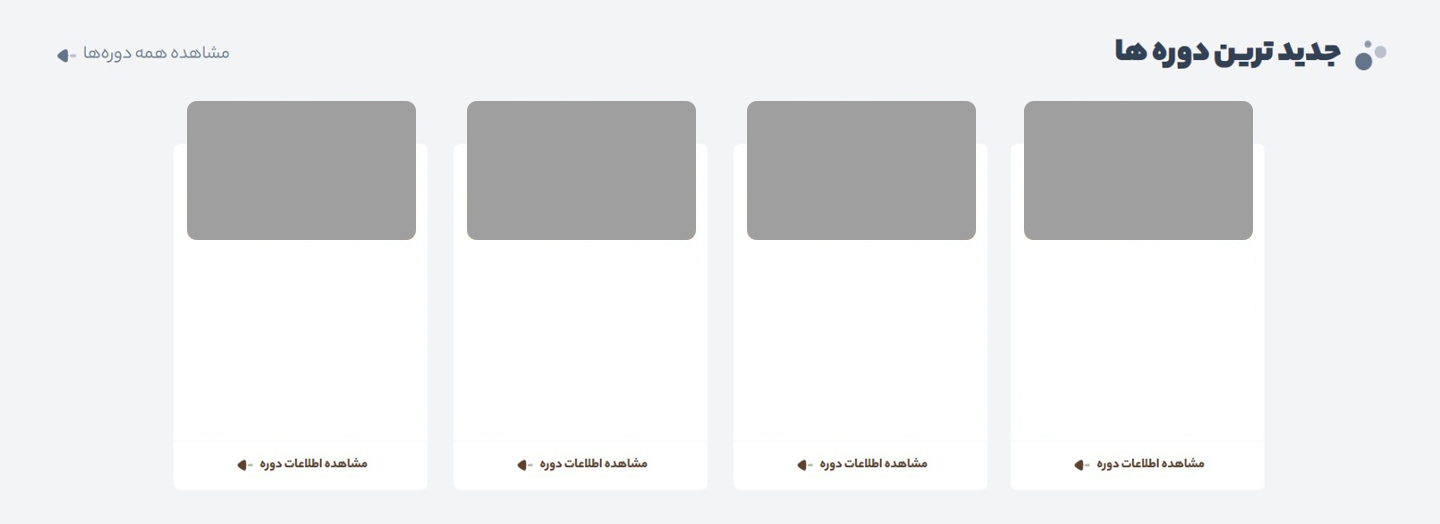 جدید ترین دوره ها
مشاهده همه دوره‌ها
مشاهده اطلاعات دوره
مشاهده اطلاعات دوره
مشاهده اطلاعات دوره
مشاهده اطلاعات دوره